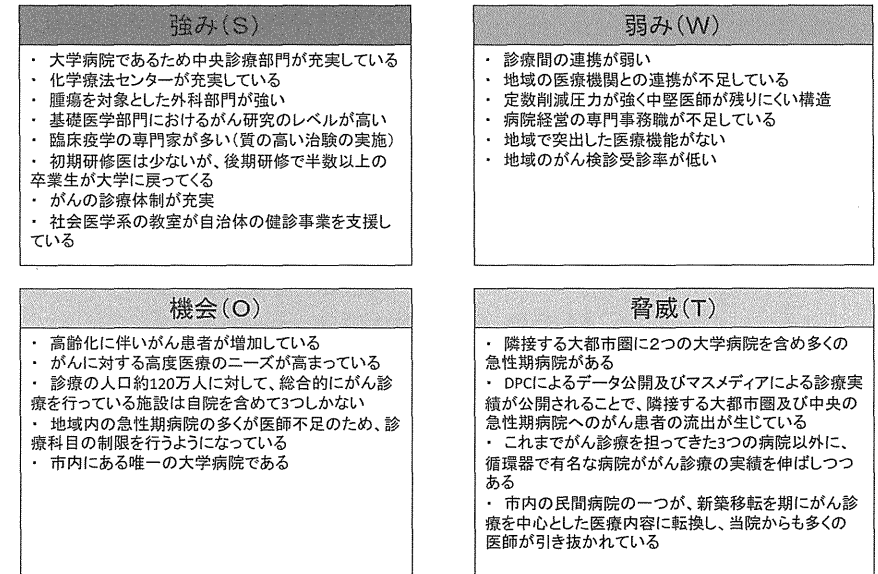 強み(S)
・ 大学病院であるため中央診療部門が充実している
・ 化学療法センターが充実している
・ 腫瘍を対象とした外科部門が強い
・ 基礎医学部門におけるがん研究のレベルが高い
・ 臨床疫学の専門家が多い(質の高い治験の実施)
・ 初期研修医は少ないが、後期研修で半数以上の
卒業生が大学に戻ってくる
・ がんの診療体制が充実
・ 社会医学系の教室が自治体の健診事業を支援し
ている
弱み(W)
・ 診療間の連携が弱い
・ 地域の医療機関との連携が不足している
・ 定数削減圧力が強く中堅医師が残りにくい構造
・ 病院経営の専門事務職が不足している
・ 地域で突出した医療機能がない
・ 地域のがん検診受診率が低い
機会(O)
・ 高齢化に伴いがん患者が増加している
・ がんに対する高度医療のニーズが高まっている
・ 診療の人口約120万人に対して、総合的にがん診
療を行っている施設は自院を含めて3つしかない
・ 地域内の急性期病院の多くが医師不足のため、診
療科目の制限を行うようになっている
・ 市内にある唯一の大学病院である
脅威(T)
・ 隣接する大都市圏に2つの大学病院を含め多くの
急性期病院がある
・ DPCによるデータ公開及びマスメディアによる診療実
績が公開されることで、隣接する大都市圏及び中央の
急性期病院へのがん患者の流出が生じている
・ これまでがん診療を担ってきた3つの病院以外に、
循環器で有名な病院ががん診療の実績を伸ばしつつ
ある
・ 市内の民間病院の一つが、新築移転を期にがん診
療を中心とした医療内容に転換し、当院からも多くの
医師が引き抜かれている